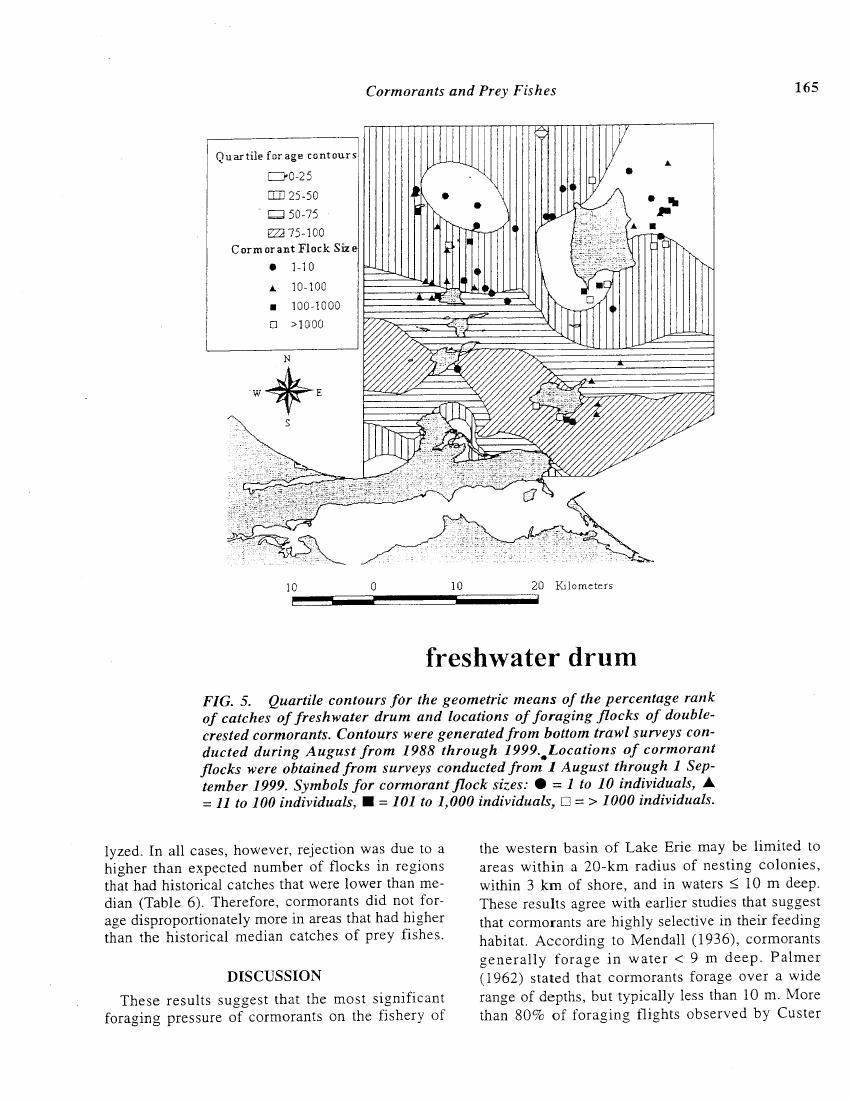 Cormorants and Prey Fishes
165
Quartile forage contours
0-25
25-50
50-75
75-100
Cormorant Flock Size
1-10
10-100
100-1000
>1000
N
W
E
S
10 0 10 20 Kilometers
freshwater drum
FIG. 5. Quartile contours for the geometric means of the percentage rank
of catches of freshwater drum and locations of foraging flocks of double-
crested cormorants. Contours were generated from bottom trawl surveys con-
ducted during August from 1988 through 1999. Locations of cormorant
flocks were obtained from surveys conducted from 1 August through 1 Sep-
tember 1999. Symbols for cormorant flock sizes: ● = 1 to 10 individuals, ▲
= 11 to 100 individuals, ■ = 101 to 1,000 individuals, □ = > 1000 individuals.
lyzed. In all cases, however, rejection was due to a
higher than expected number of flocks in regions
that had historical catches that were lower than me-
dian (Table 6). Therefore, cormorants did not for-
age disproportionately more in areas that had higher
than the historical median catches of prey fishes.
DISCUSSION
These results suggest that the most significant
foraging pressure of cormorants on the fishery of
the western basin of Lake Erie may be limited to
areas within a 20-km radius of nesting colonies,
within 3 km of shore, and in waters ≤ 10 m deep.
These results agree with earlier studies that suggest
that cormorants are highly selective in their feeding
habitat. According to Mendall (1936), cormorants
generally forage in water < 9 m deep. Palmer
(1962) stated that cormorants forage over a wide
range of depths, but typically less than 10 m. More
than 80% of foraging flights observed by Custer